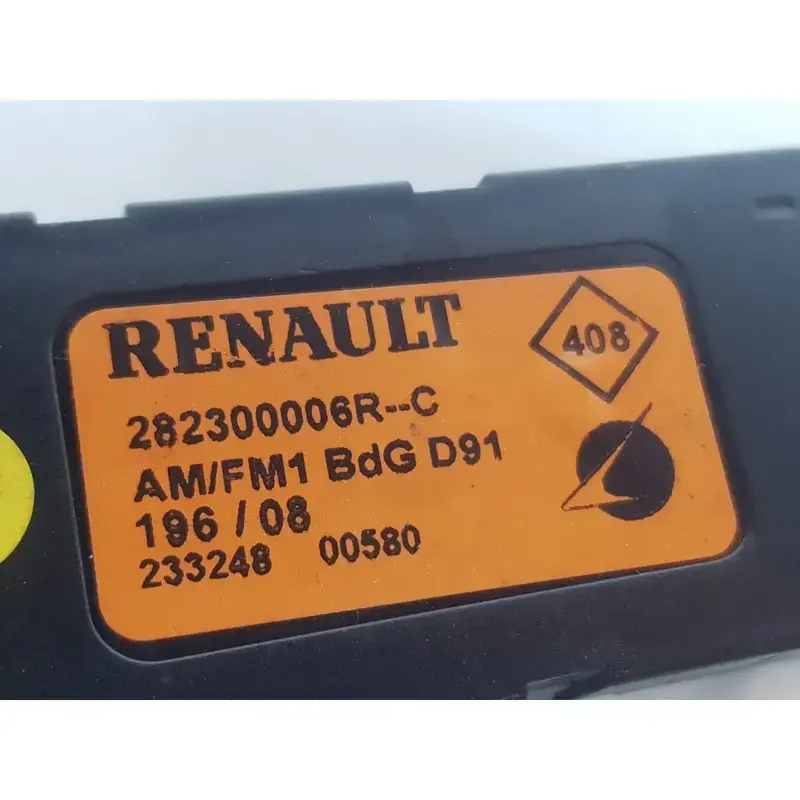 RENAULT
408
282300006R--C
AM/FM1 BdG D91
196 / 08
233248 00580